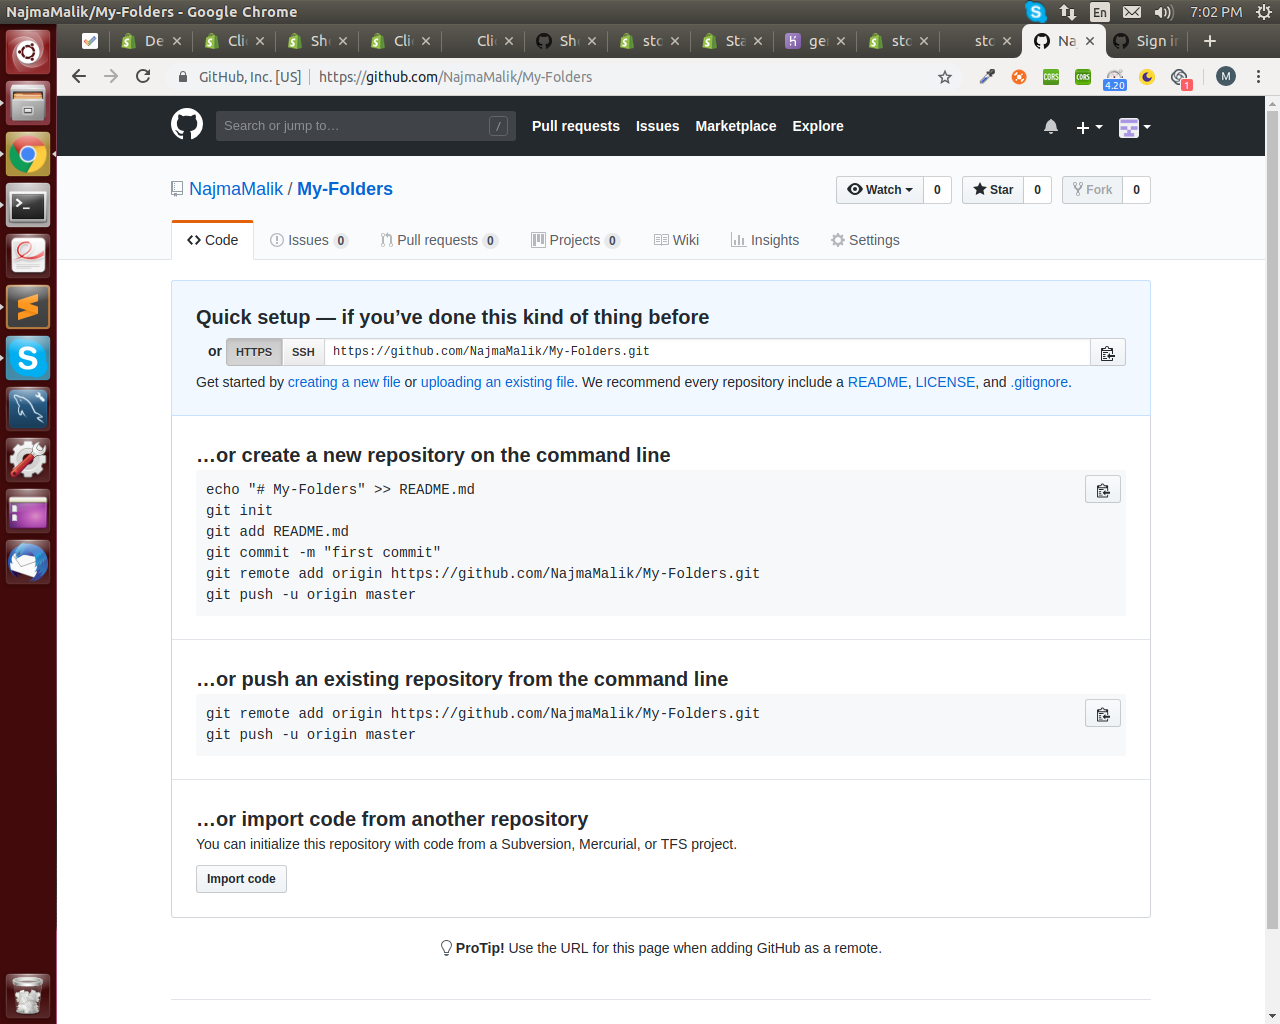 NajmaMalik/My-Folders - Google Chrome
En
7:02 PM
De
Clic
Sho
Clic
Clic
Sh
sto
Sta
ger
sto
sto
Na
Sign in
GitHub, Inc. [US]
https://github.com/NajmaMalik/My-Folders
CORS
CORS
4.20
1
M
Search or jump to…
/
Pull requests
Issues
Marketplace
Explore
NajmaMalik / My-Folders
Watch 0
Star 0
Fork 0
Code
Issues 0
Pull requests 0
Projects 0
Wiki
Insights
Settings
Quick setup — if you’ve done this kind of thing before
or HTTPS SSH https://github.com/NajmaMalik/My-Folders.git
Get started by creating a new file or uploading an existing file. We recommend every repository include a README, LICENSE, and .gitignore.
…or create a new repository on the command line
echo "# My-Folders" >> README.md
git init
git add README.md
git commit -m "first commit"
git remote add origin https://github.com/NajmaMalik/My-Folders.git
git push -u origin master
…or push an existing repository from the command line
git remote add origin https://github.com/NajmaMalik/My-Folders.git
git push -u origin master
…or import code from another repository
You can initialize this repository with code from a Subversion, Mercurial, or TFS project.
Import code
ProTip! Use the URL for this page when adding GitHub as a remote.